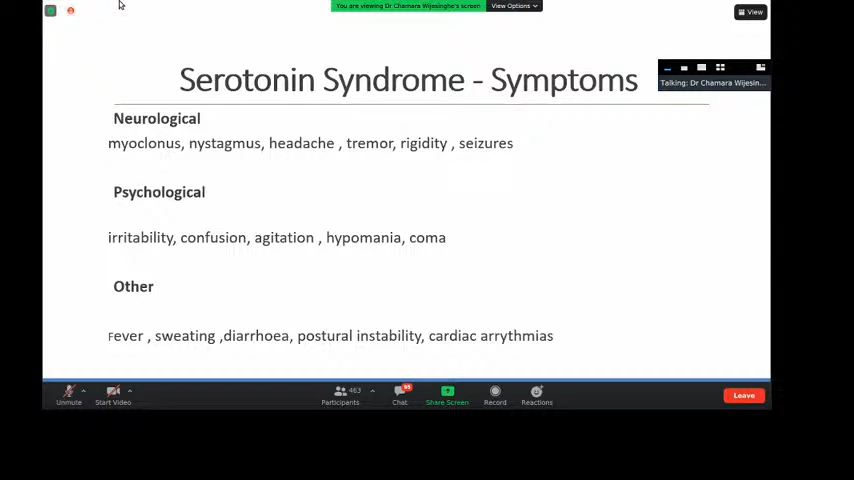 You are viewing Dr Chamara Wijesinghe's screen
View Options
View
Serotonin Syndrome - Symptoms
Talking: Dr Chamara Wijesin...
Neurological
myoclonus, nystagmus, headache , tremor, rigidity , seizures
Psychological
irritability, confusion, agitation , hypomania, coma
Other
Fever , sweating ,diarrhoea, postural instability, cardiac arrythmias
463
95
Unmute
Start Video
Participants
Chat
Share Screen
Record
Reactions
Leave